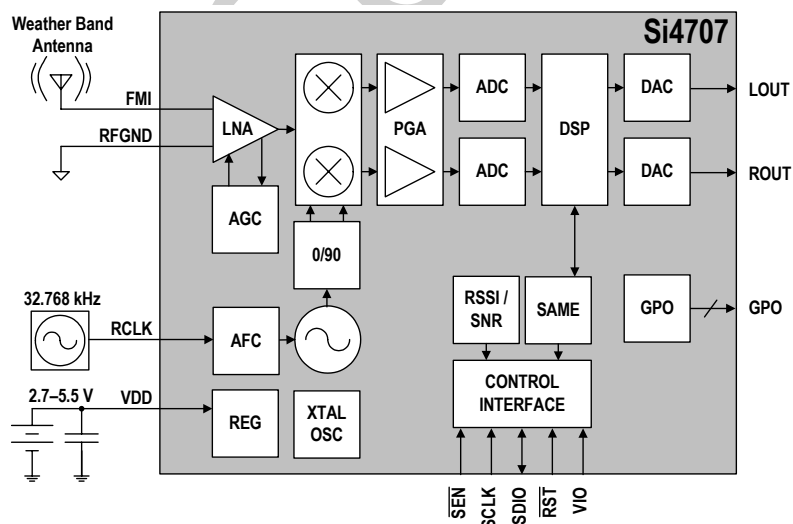 Si4707
Weather Band
Antenna
FMI
RFGND
LNA
AGC
PGA
ADC
ADC
DSP
DAC
DAC
LOUT
ROUT
0/90
32.768 kHz
RCLK
AFC
RSSI /
SNR
SAME
GPO
GPO
2.7–5.5 V
VDD
REG
XTAL
OSC
CONTROL
INTERFACE
SEN
SCLK
SDIO
RST
VIO